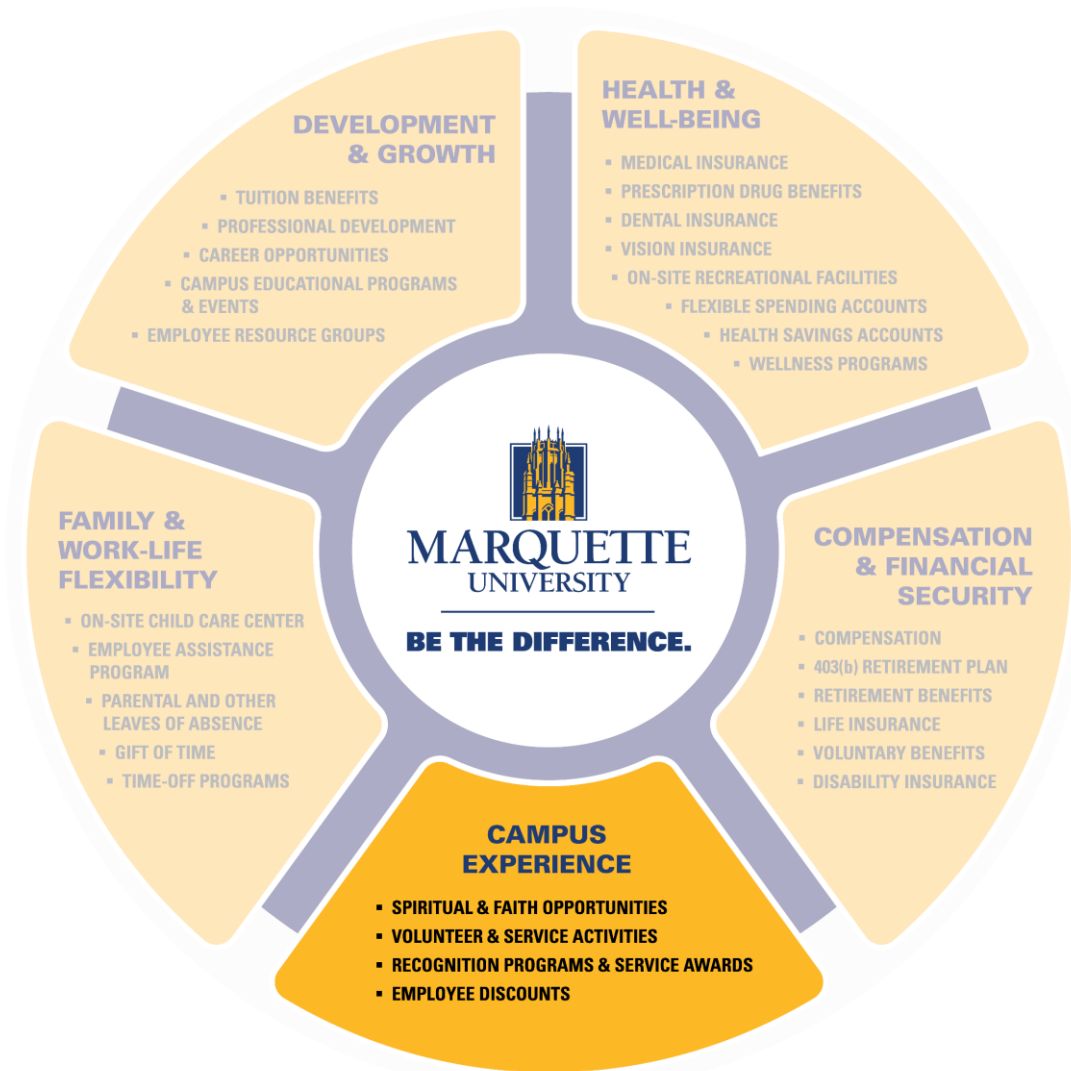 DEVELOPMENT
& GROWTH
▪ TUITION BENEFITS
▪ PROFESSIONAL DEVELOPMENT
▪ CAREER OPPORTUNITIES
▪ CAMPUS EDUCATIONAL PROGRAMS
& EVENTS
▪ EMPLOYEE RESOURCE GROUPS
HEALTH &
WELL-BEING
▪ MEDICAL INSURANCE
▪ PRESCRIPTION DRUG BENEFITS
▪ DENTAL INSURANCE
▪ VISION INSURANCE
▪ ON-SITE RECREATIONAL FACILITIES
▪ FLEXIBLE SPENDING ACCOUNTS
▪ HEALTH SAVINGS ACCOUNTS
▪ WELLNESS PROGRAMS
FAMILY &
WORK-LIFE
FLEXIBILITY
▪ ON-SITE CHILD CARE CENTER
▪ EMPLOYEE ASSISTANCE
PROGRAM
▪ PARENTAL AND OTHER
LEAVES OF ABSENCE
▪ GIFT OF TIME
▪ TIME-OFF PROGRAMS
MARQUETTE
UNIVERSITY
BE THE DIFFERENCE.
COMPENSATION
& FINANCIAL
SECURITY
▪ COMPENSATION
▪ 403(b) RETIREMENT PLAN
▪ RETIREMENT BENEFITS
▪ LIFE INSURANCE
▪ VOLUNTARY BENEFITS
▪ DISABILITY INSURANCE
CAMPUS
EXPERIENCE
▪ SPIRITUAL & FAITH OPPORTUNITIES
▪ VOLUNTEER & SERVICE ACTIVITIES
▪ RECOGNITION PROGRAMS & SERVICE AWARDS
▪ EMPLOYEE DISCOUNTS